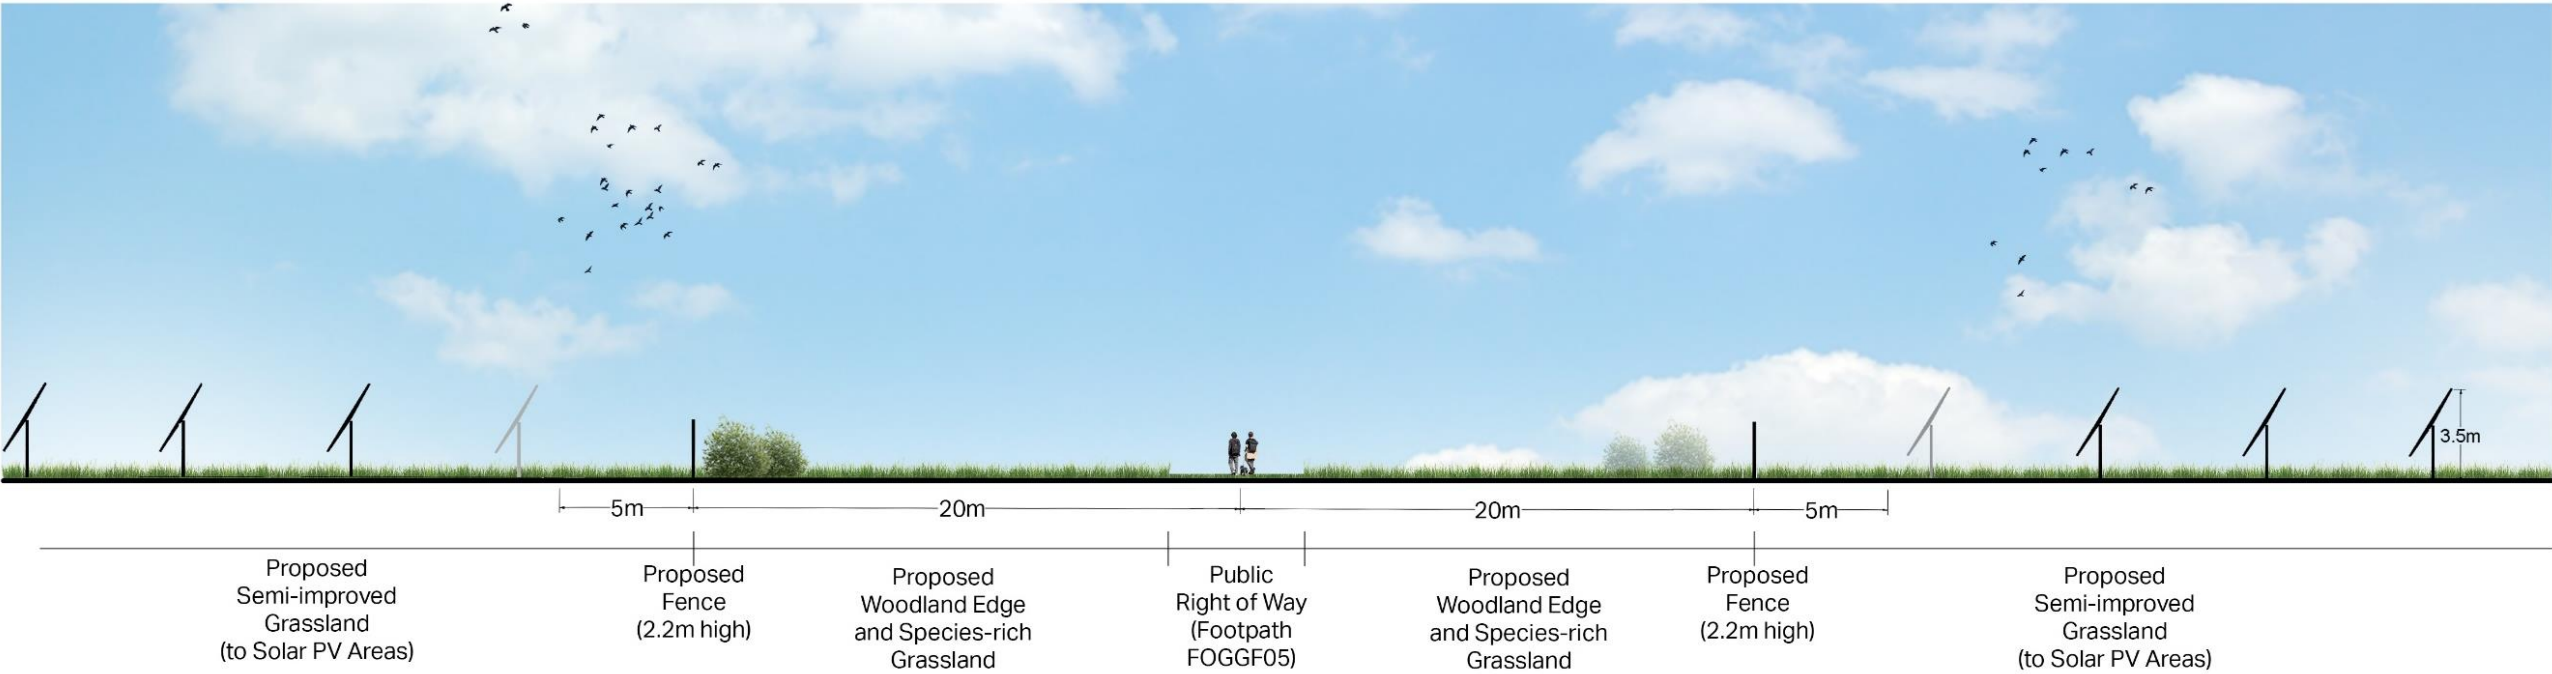 3.5m
5m
20m
20m
5m
Proposed
Semi-improved
Grassland
(to Solar PV Areas)
Proposed
Fence
(2.2m high)
Proposed
Woodland Edge
and Species-rich
Grassland
Public
Right of Way
(Footpath
FOGGF05)
Proposed
Woodland Edge
and Species-rich
Grassland
Proposed
Fence
(2.2m high)
Proposed
Semi-improved
Grassland
(to Solar PV Areas)